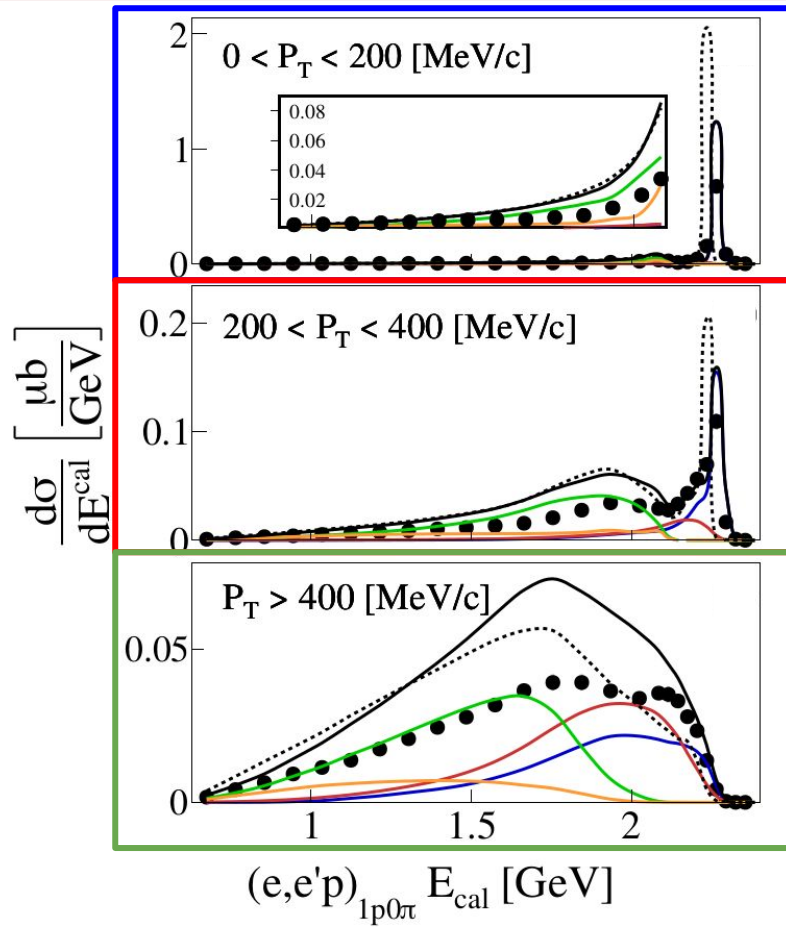 2
0 < P_T < 200 [MeV/c]
0.08
0.06
0.04
0.02
1
0
0.2
200 < P_T < 400 [MeV/c]
0.1
0
P_T > 400 [MeV/c]
0.05
0
dσ/dE^cal [μb/GeV]
1 1.5 2
(e,e'p)_1p0π E_cal [GeV]